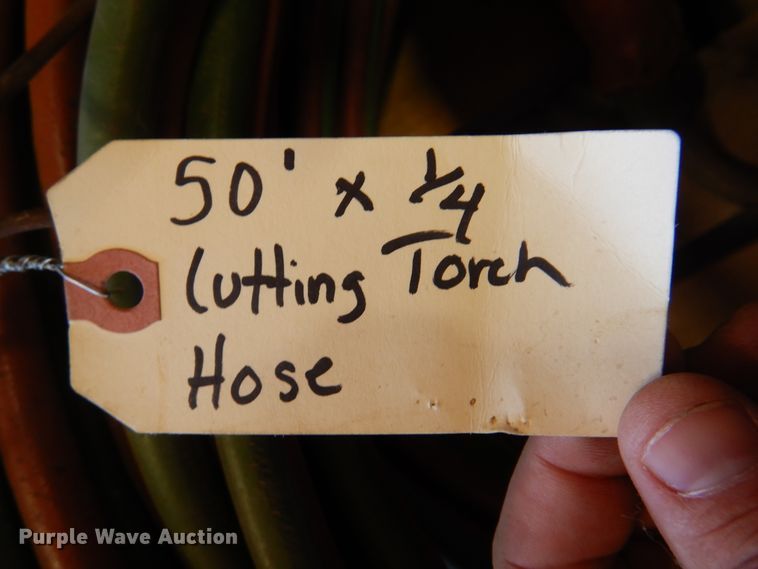 50' x 1/4
Cutting Torch
Hose
Purple Wave Auction